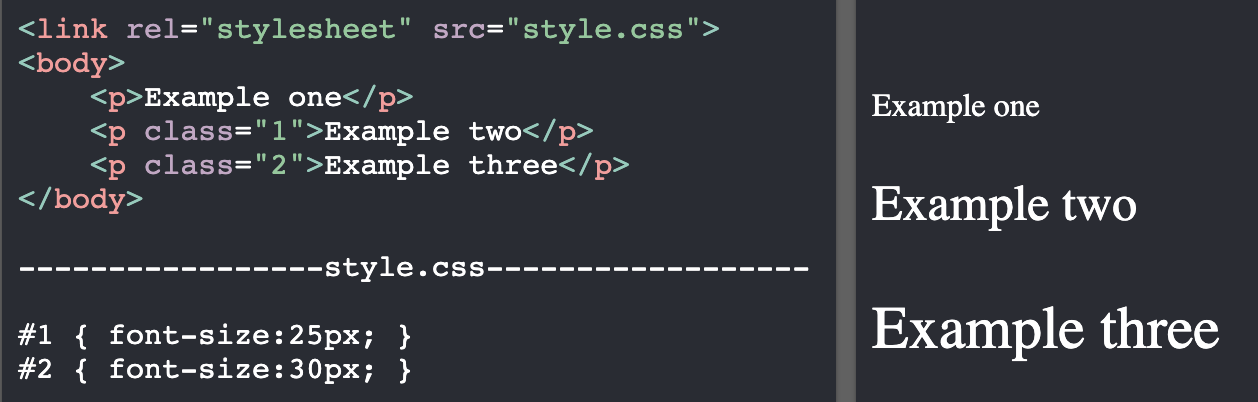 <link rel="stylesheet" src="style.css">
<body>
    <p>Example one</p>
    <p class="1">Example two</p>
    <p class="2">Example three</p>
</body>
-----------------style.css------------------
#1 { font-size:25px; }
#2 { font-size:30px; }
Example one
Example two
Example three